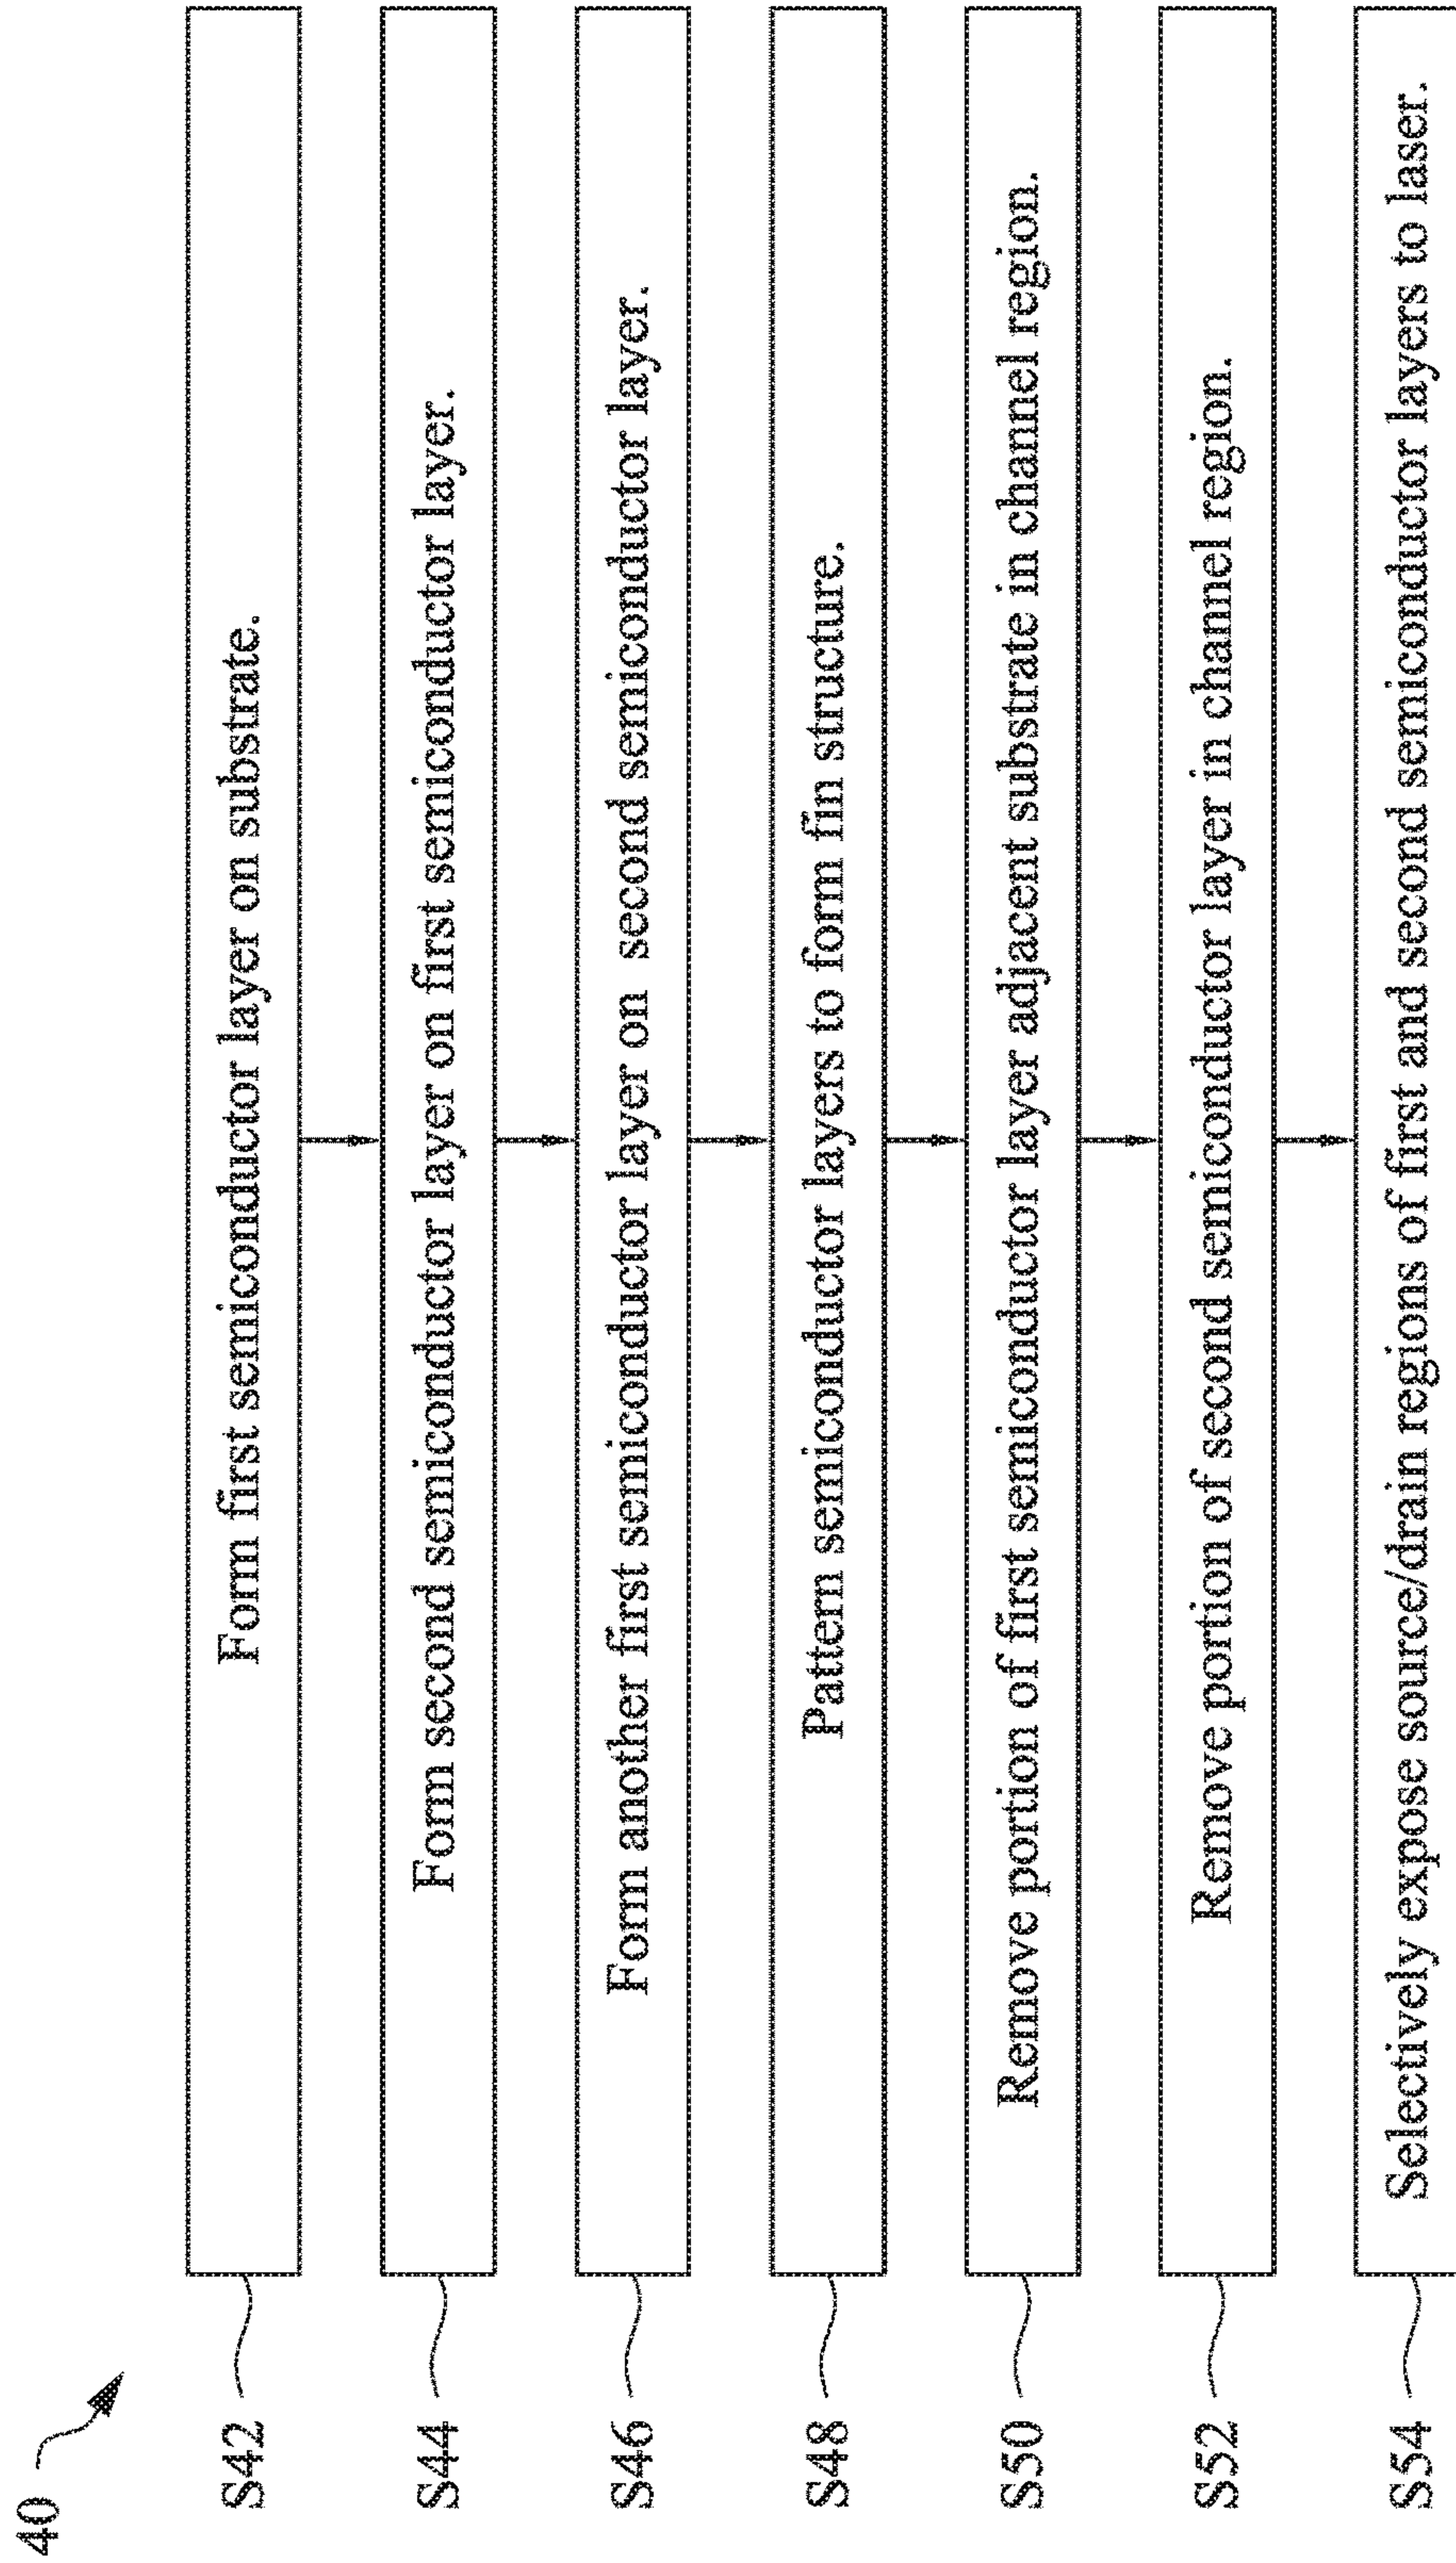 40
S42 Form first semiconductor layer on substrate.
S44 Form second semiconductor layer on first semiconductor layer.
S46 Form another first semiconductor layer on second semiconductor layer.
S48 Pattern semiconductor layers to form fin structure.
S50 Remove portion of first semiconductor layer adjacent substrate in channel region.
S52 Remove portion of second semiconductor layer in channel region.
S54 Selectively expose source/drain regions of first and second semiconductor layers to laser.